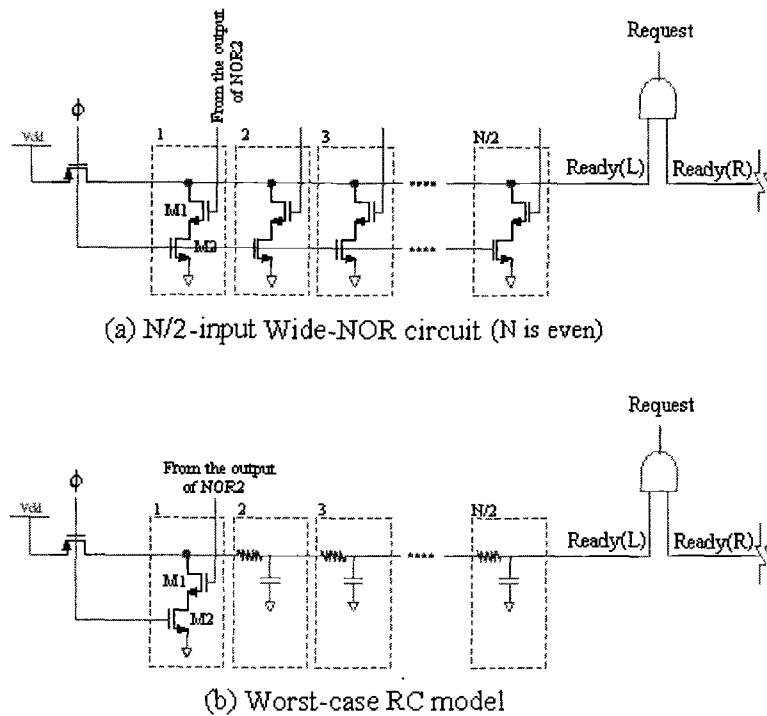 Request
From the output
of NOR2
ϕ
Vdd
1
2
3
N/2
Ready(L)
Ready(R)
M1
M2
(a) N/2-input Wide-NOR circuit (N is even)
Request
From the output
of NOR2
ϕ
Vdd
1
2
3
N/2
Ready(L)
Ready(R)
M1
M2
(b) Worst-case RC model